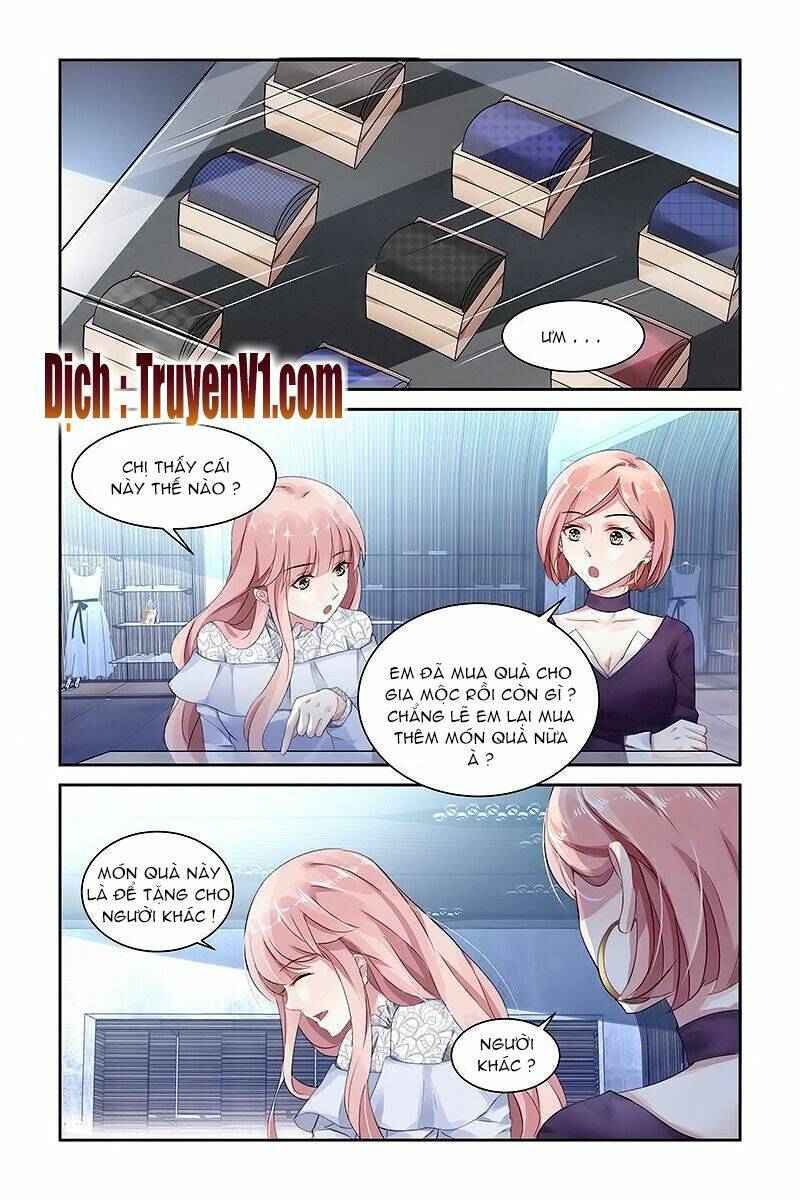 ƯM . . .
Dịch : TruyenV1.com
CHỊ THẤY CÁI
NÀY THẾ NÀO ?
EM ĐÃ MUA QUÀ CHO
GIA MỘC RỒI CÒN GÌ ?
CHẲNG LẼ EM LẠI MUA
THÊM MÓN QUÀ NỮA
À ?
MÓN QUÀ NÀY
LÀ ĐỂ TẶNG CHO
NGƯỜI KHÁC !
NGƯỜI
KHÁC ?